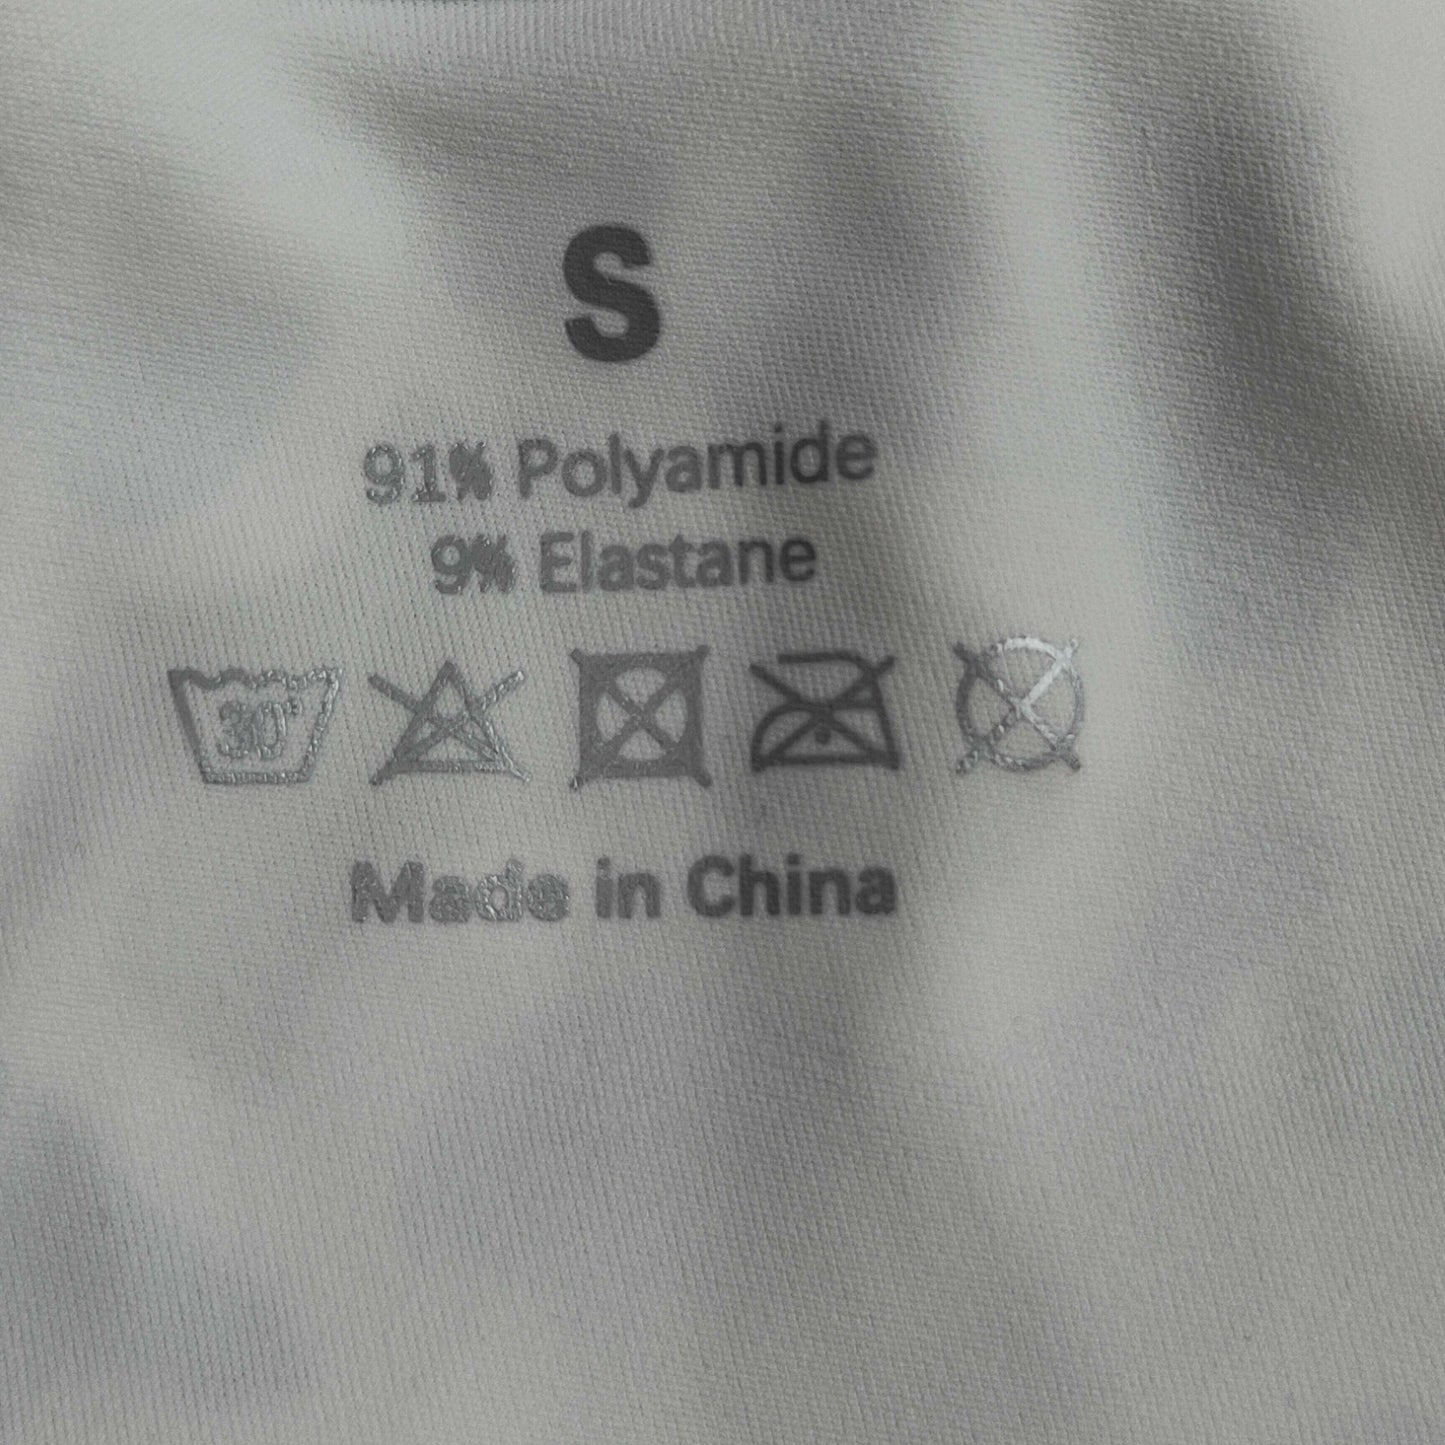 S
91% Polyamide
9% Elastane
30°
Made in China